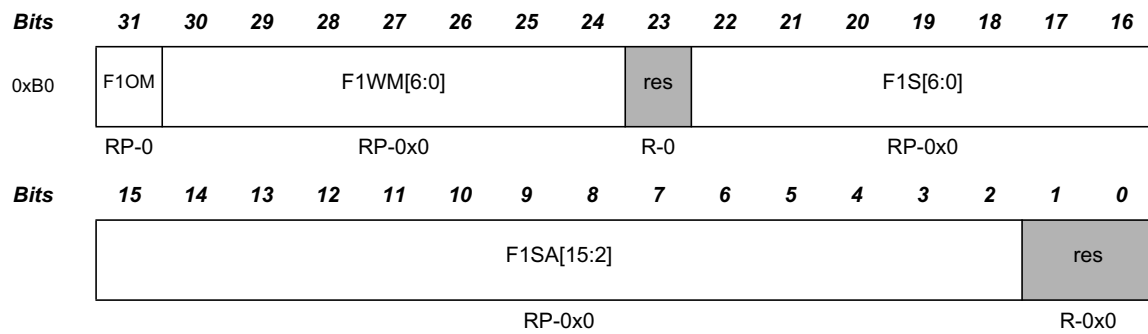 Bits 31 30 29 28 27 26 25 24 23 22 21 20 19 18 17 16
0xB0 F1OM F1WM[6:0] res F1S[6:0]
RP-0 RP-0x0 R-0 RP-0x0
Bits 15 14 13 12 11 10 9 8 7 6 5 4 3 2 1 0
F1SA[15:2] res
RP-0x0 R-0x0